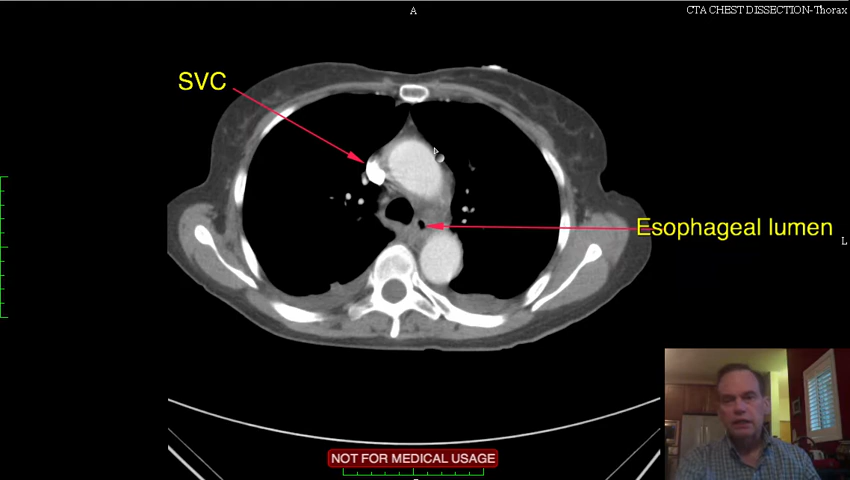 A
CTA CHEST DISSECTION-Thorax
SVC
Esophageal lumen
L
NOT FOR MEDICAL USAGE